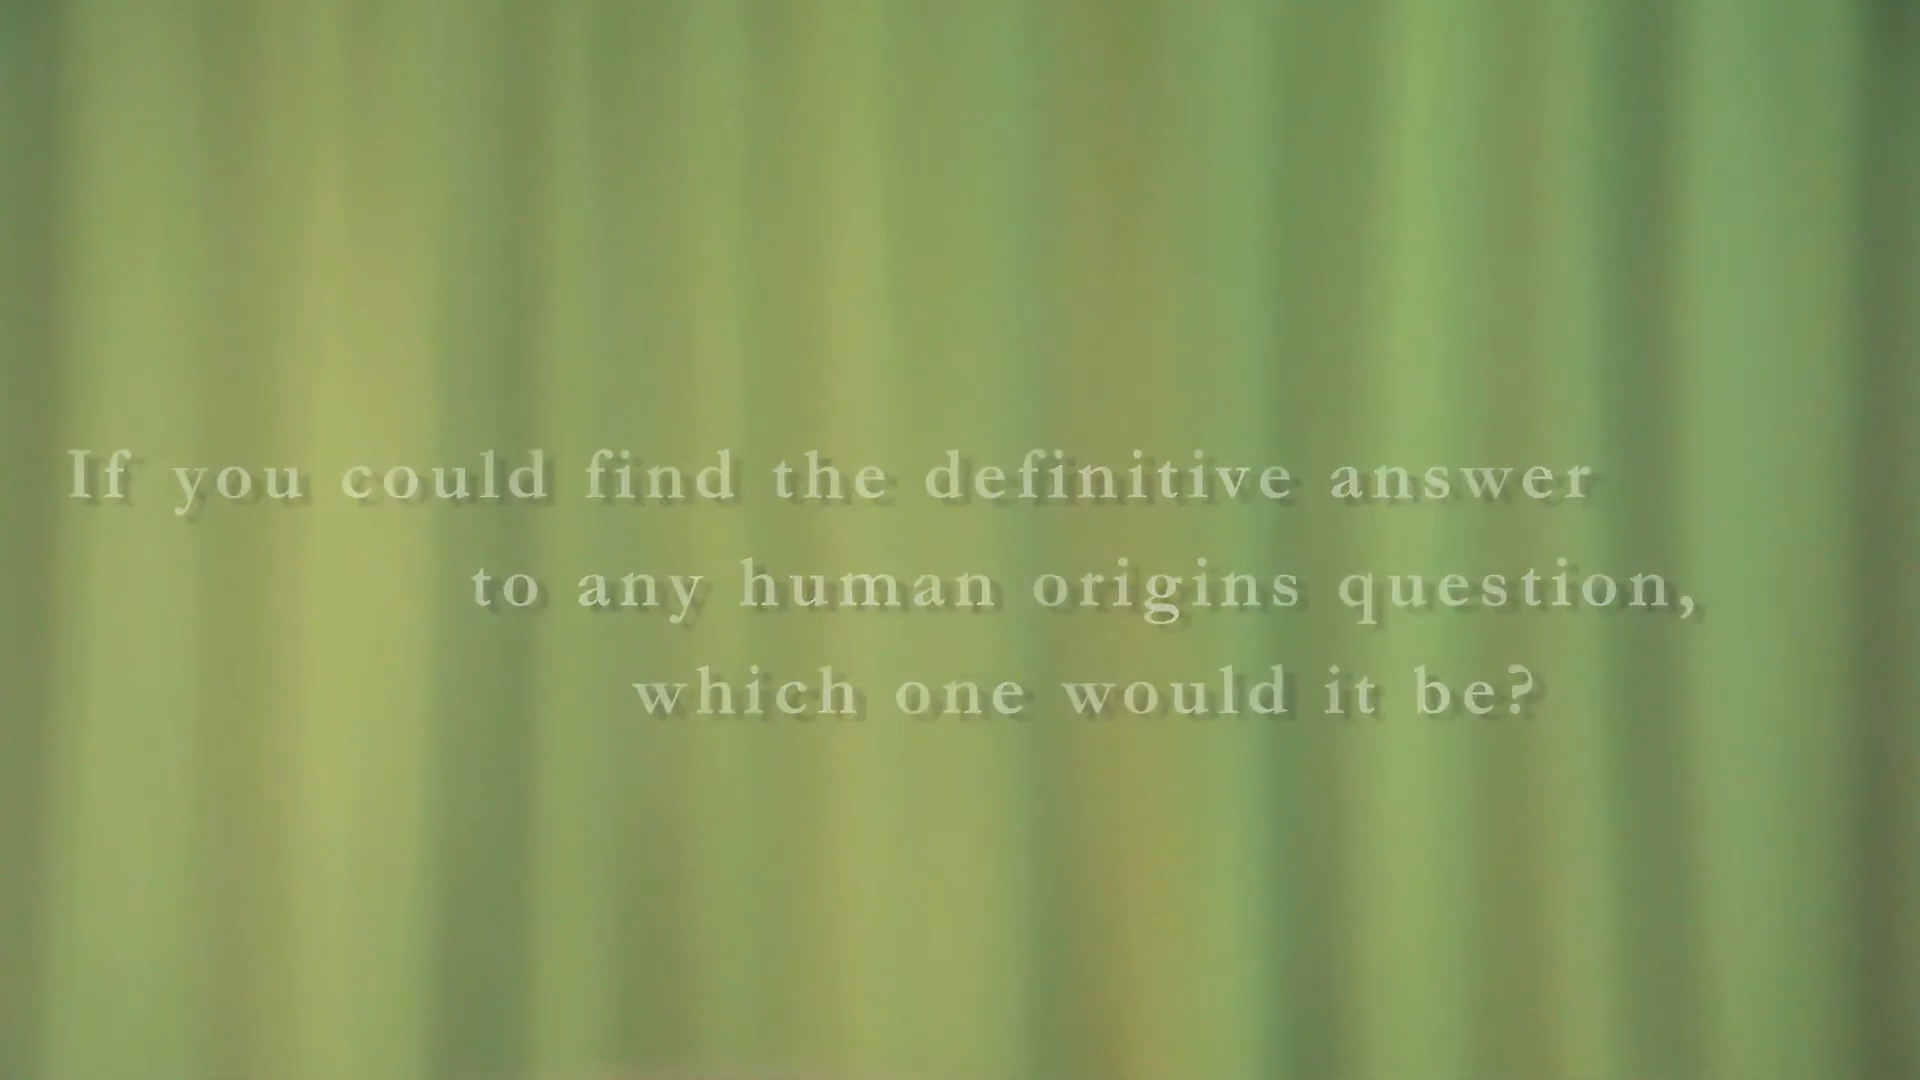 If you could find the definitive answer
to any human origins question,
which one would it be?